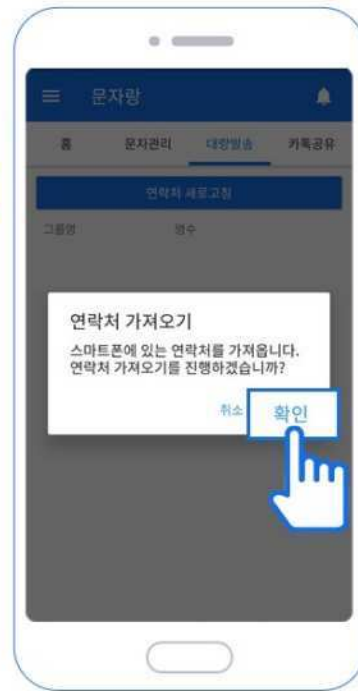 문자랑
홈 문자관리 대량발송 카톡공유
연락처 새로고침
그룹명 명수
연락처 가져오기
스마트폰에 있는 연락처를 가져옵니다.
연락처 가져오기를 진행하겠습니까?
취소 확인